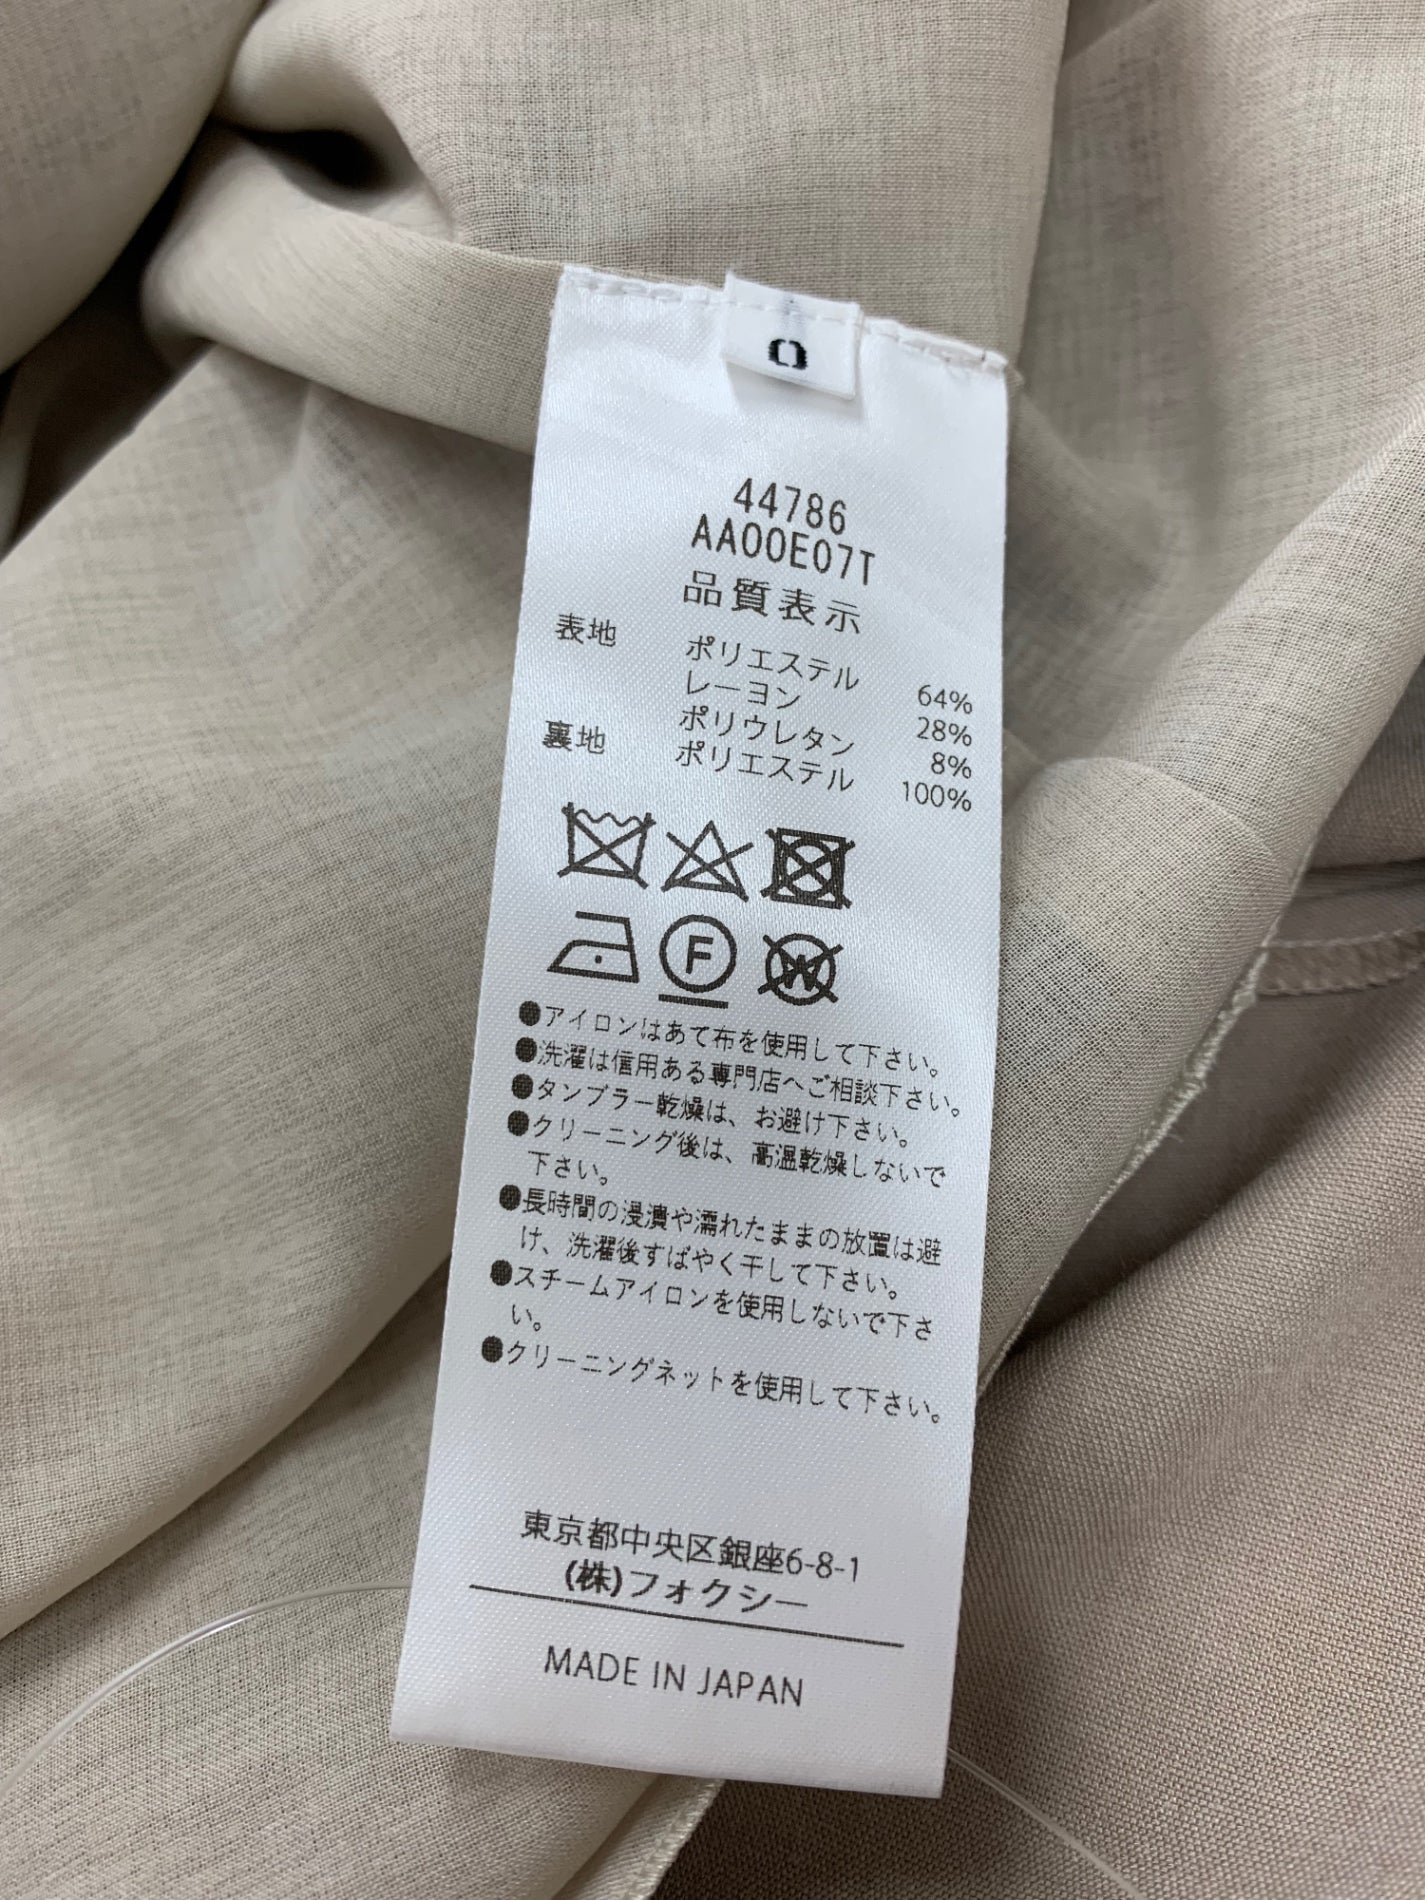 0
44786
AA00E07T
品質表示
表地 ポリエステル 64%
レーヨン 28%
ポリウレタン 8%
裏地 ポリエステル 100%
F
W
●アイロンはあて布を使用して下さい。
●洗濯は信用ある専門店へご相談下さい。
●タンブラー乾燥は、お避け下さい。
●クリーニング後は、高温乾燥しないで
下さい。
●長時間の浸漬や濡れたままの放置は避
け、洗濯後すばやく干して下さい。
●スチームアイロンを使用しないで下さ
い。
●クリーニングネットを使用して下さい。
東京都中央区銀座6-8-1
(株)フォクシー
MADE IN JAPAN